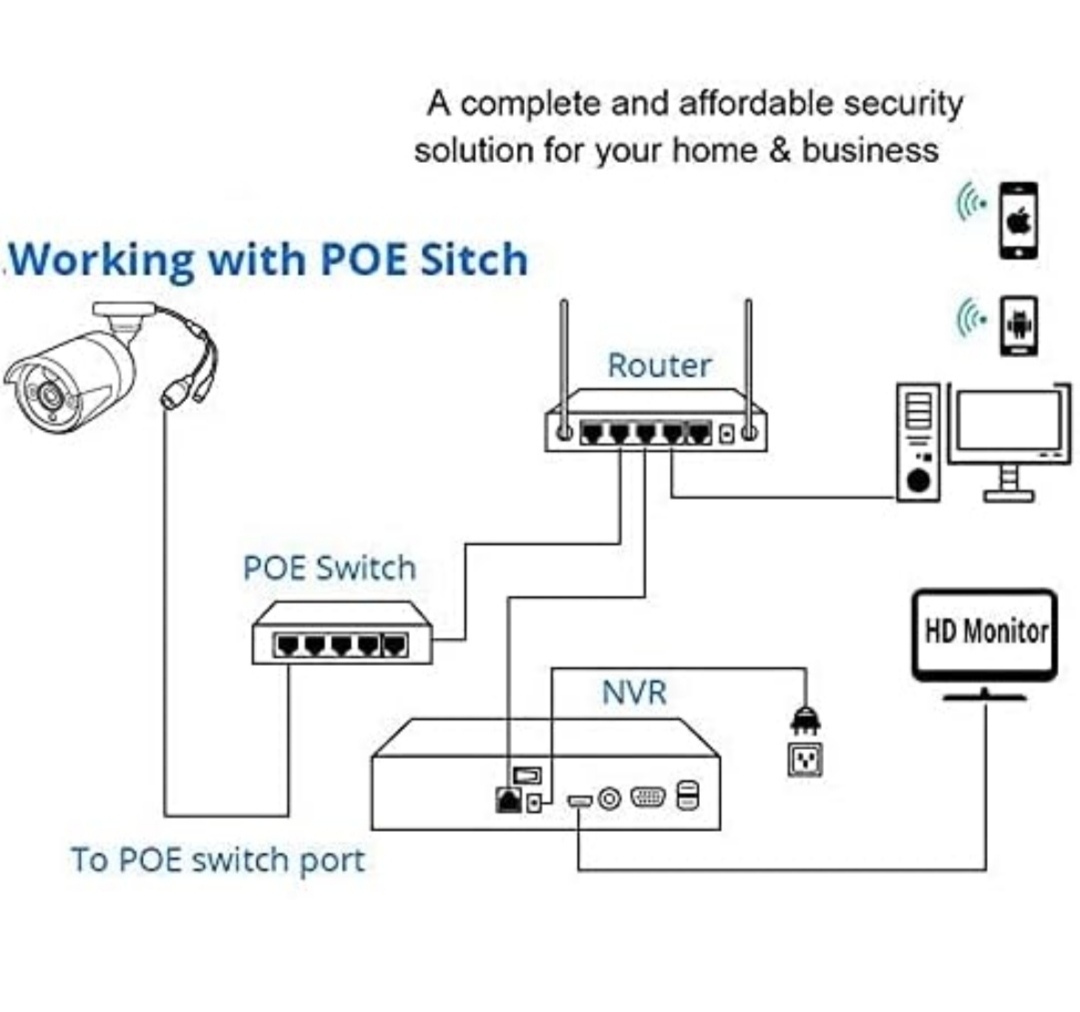 A complete and affordable security
solution for your home & business
.Working with POE Sitch
Router
POE Switch
HD Monitor
NVR
To POE switch port